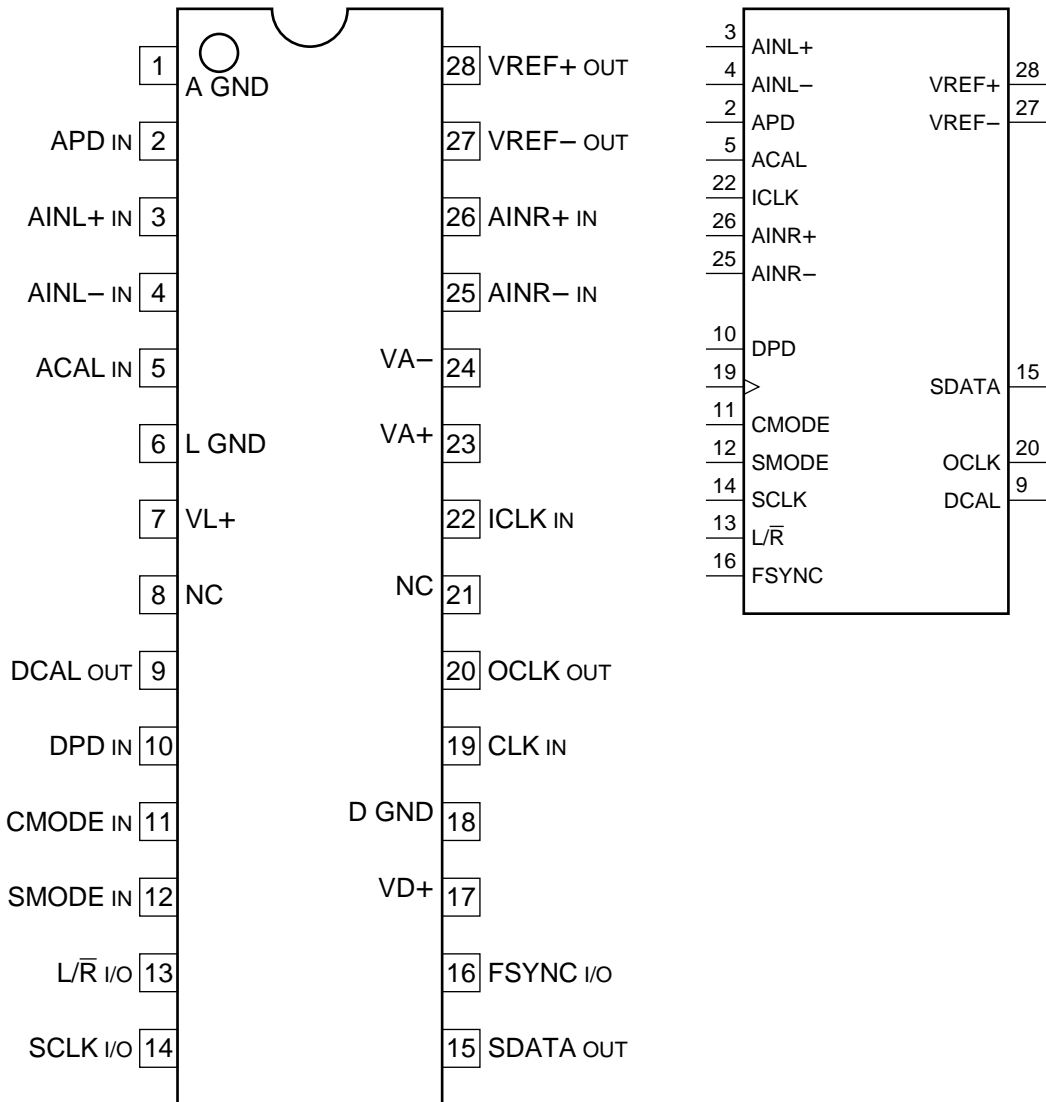 1 A GND 28 VREF+ OUT
APD IN 2 27 VREF− OUT
AINL+ IN 3 26 AINR+ IN
AINL− IN 4 25 AINR− IN
ACAL IN 5 VA− 24
6 L GND VA+ 23
7 VL+ 22 ICLK IN
8 NC NC 21
DCAL OUT 9 20 OCLK OUT
DPD IN 10 19 CLK IN
CMODE IN 11 D GND 18
SMODE IN 12 VD+ 17
L/R̅ I/O 13 16 FSYNC I/O
SCLK I/O 14 15 SDATA OUT
3 AINL+
4 AINL− VREF+ 28
2 APD VREF− 27
5 ACAL
22 ICLK
26 AINR+
25 AINR−
10 DPD
19 SDATA 15
11 CMODE
12 SMODE OCLK 20
14 SCLK DCAL 9
13 L/R̅
16 FSYNC